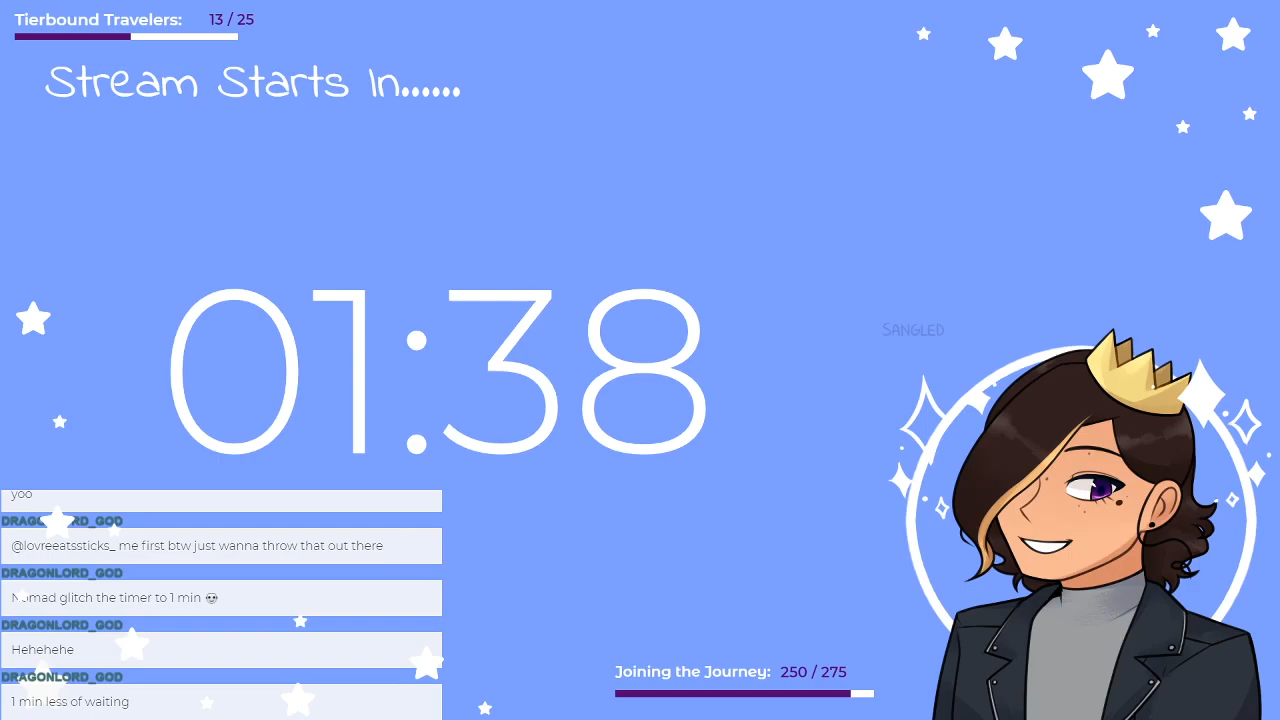 Tierbound Travelers: 13 / 25
Stream Starts In......
01:38
SANGLED
yoo
DRAGONLORD_GOD
@lovreeatssticks_ me first btw just wanna throw that out there
DRAGONLORD_GOD
Nomad glitch the timer to 1 min 💀
DRAGONLORD_GOD
Hehehehe
DRAGONLORD_GOD
1 min less of waiting
Joining the Journey: 250 / 275